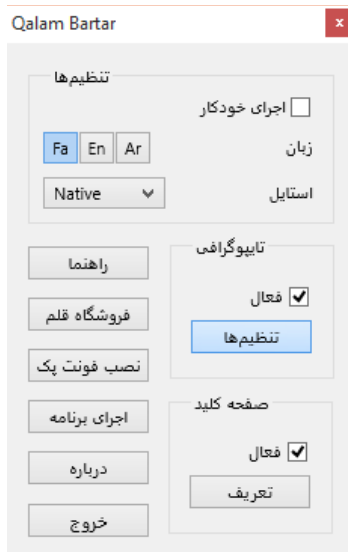 Qalam Bartar
x
تنظیم‌ها
اجرای خودکار
زبان
Fa En Ar
استایل
Native
تایپوگرافی
فعال
تنظیم‌ها
صفحه کلید
فعال
تعریف
راهنما
فروشگاه قلم
نصب فونت پک
اجرای برنامه
درباره
خروج